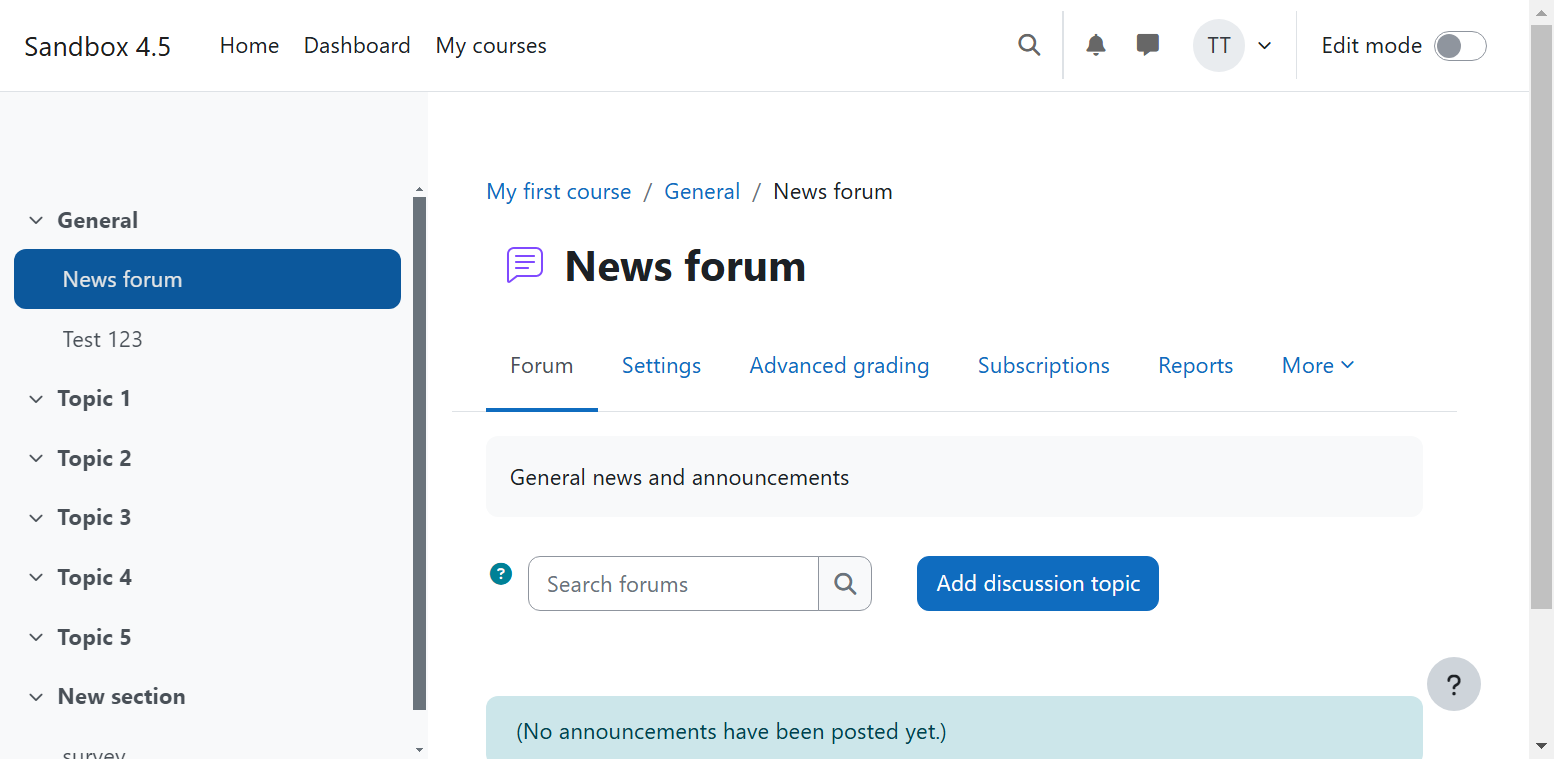 Sandbox 4.5 Home Dashboard My courses TT Edit mode
General
News forum
Test 123
Topic 1
Topic 2
Topic 3
Topic 4
Topic 5
New section
survey
My first course / General / News forum
News forum
Forum Settings Advanced grading Subscriptions Reports More
General news and announcements
? Search forums Add discussion topic
(No announcements have been posted yet.)
?